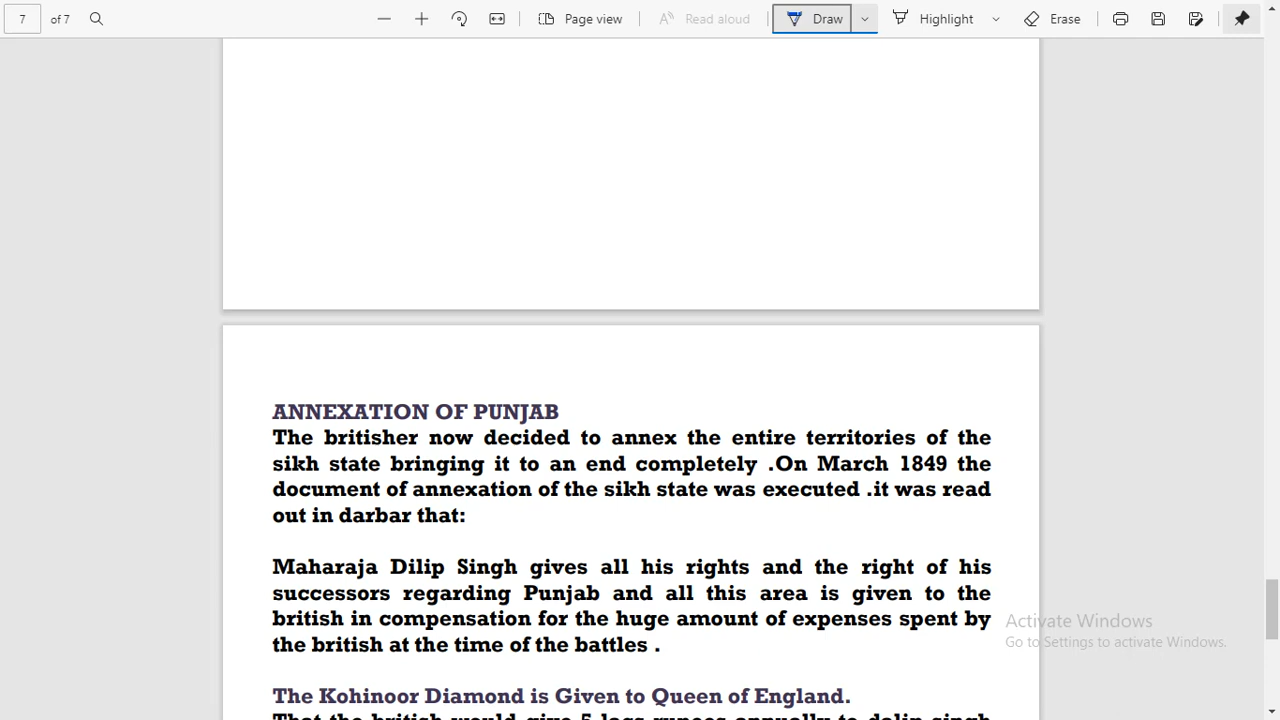 7 of 7 Page view Read aloud Draw Highlight Erase
ANNEXATION OF PUNJAB
The britisher now decided to annex the entire territories of the
sikh state bringing it to an end completely .On March 1849 the
document of annexation of the sikh state was executed .it was read
out in darbar that:
Maharaja Dilip Singh gives all his rights and the right of his
successors regarding Punjab and all this area is given to the
british in compensation for the huge amount of expenses spent by
the british at the time of the battles .
Activate Windows
Go to Settings to activate Windows.
The Kohinoor Diamond is Given to Queen of England.
That the british would give 5 lacs rupees annually to dalip singh